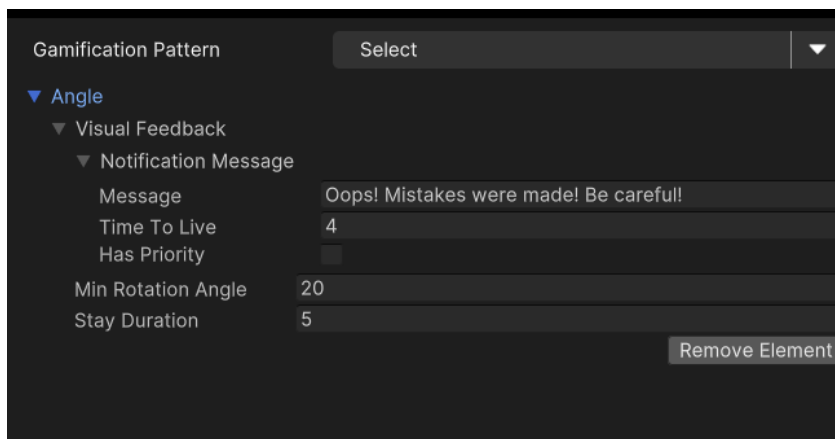 Gamification Pattern Select
Angle
Visual Feedback
Notification Message
Message Oops! Mistakes were made! Be careful!
Time To Live 4
Has Priority
Min Rotation Angle 20
Stay Duration 5
Remove Element